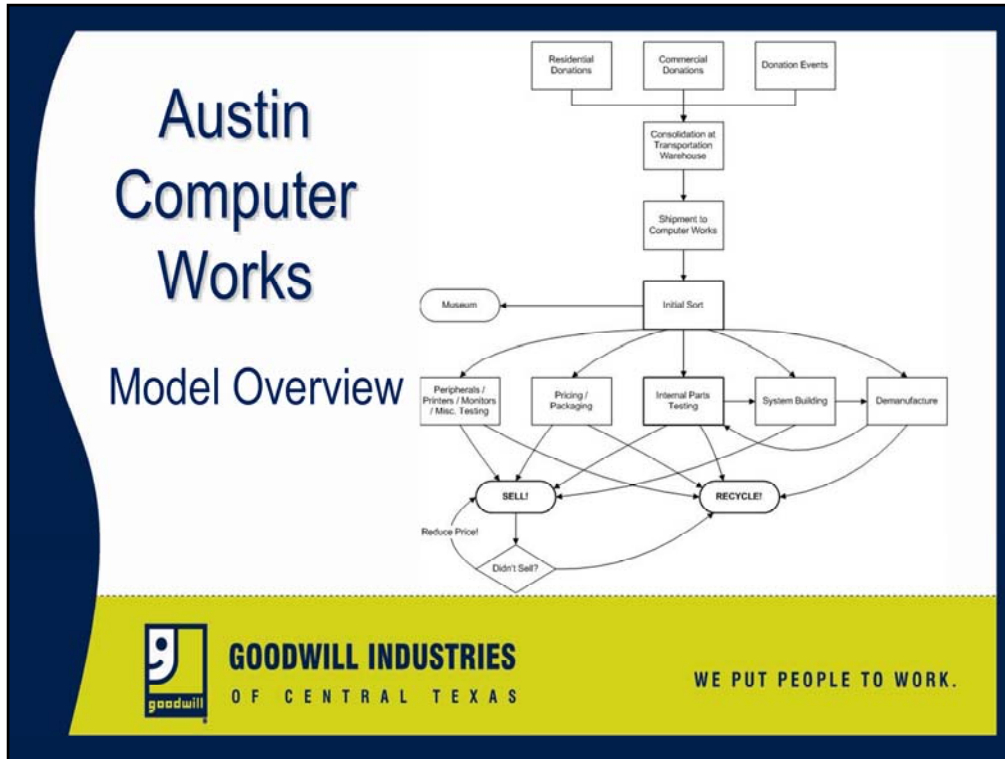 Austin
Computer
Works
Model Overview
Residential
Donations
Commercial
Donations
Donation Events
Consolidation at
Transportation
Warehouse
Shipment to
Computer Works
Museum
Initial Sort
Peripherals /
Printers / Monitors
/ Misc. Testing
Pricing /
Packaging
Internal Parts
Testing
System Building
Demanufacture
SELL!
RECYCLE!
Reduce Price!
Didn't Sell?
goodwill
GOODWILL INDUSTRIES
OF CENTRAL TEXAS
WE PUT PEOPLE TO WORK.